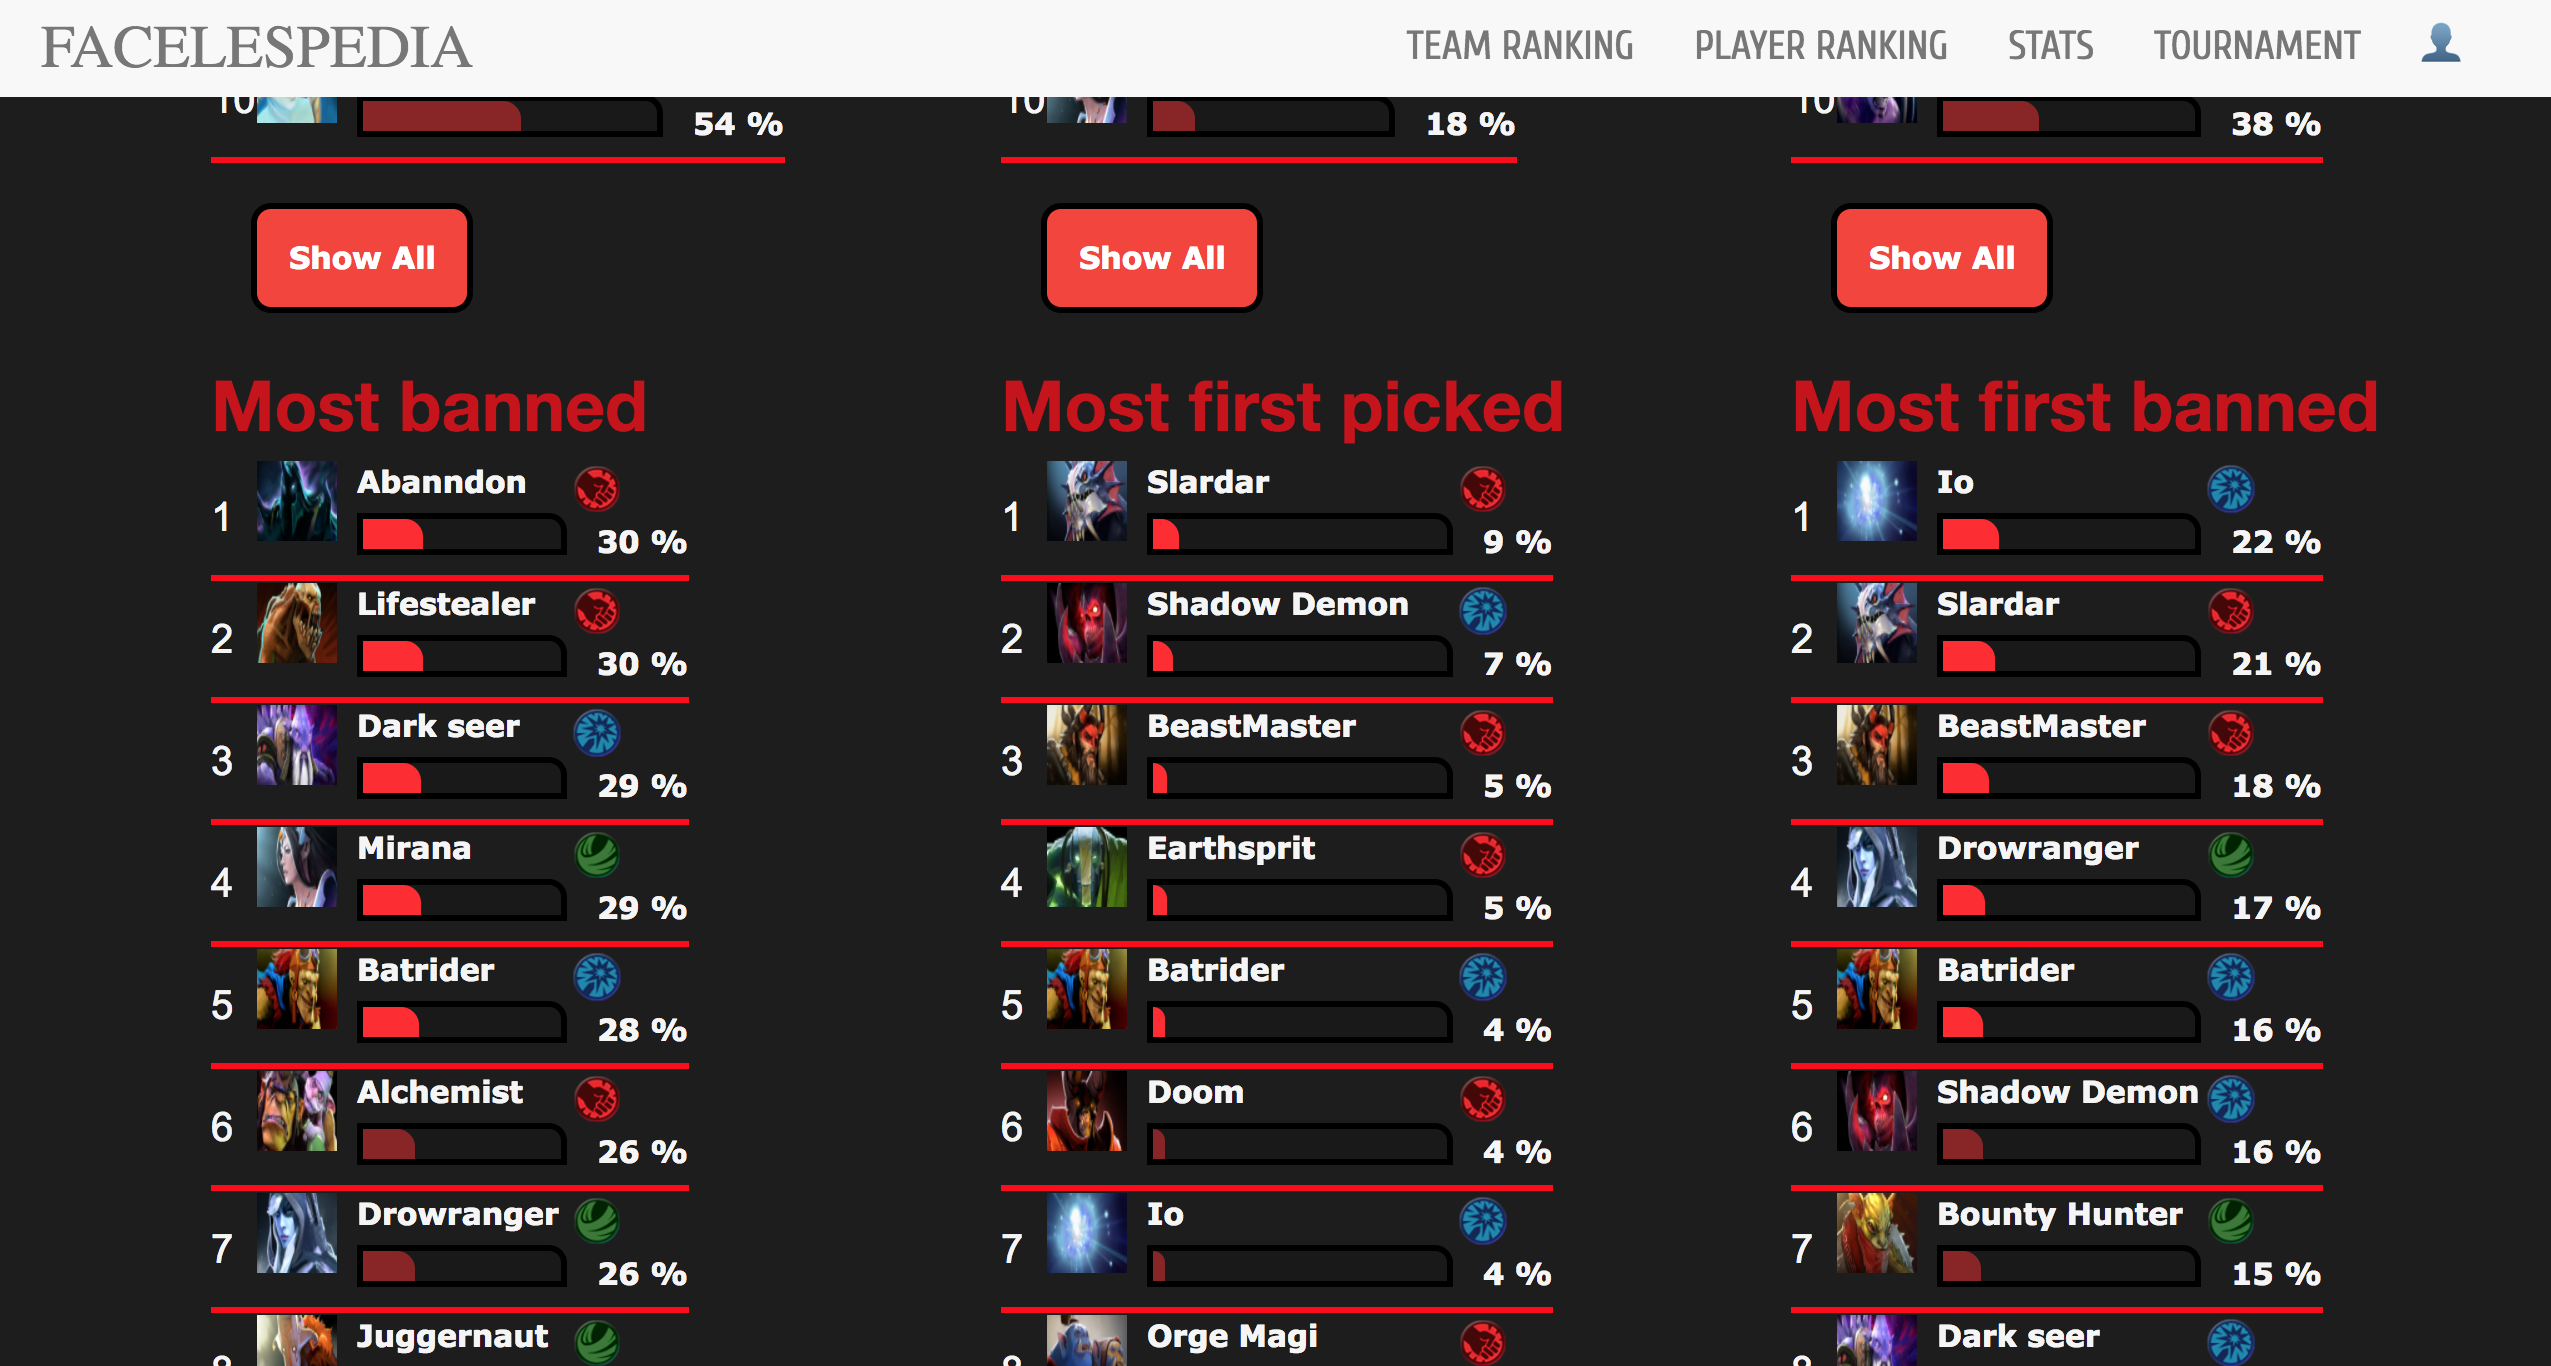 FACELESPEDIA
TEAM RANKING PLAYER RANKING STATS TOURNAMENT
10 54 %
10 18 %
10 38 %
Show All
Show All
Show All
Most banned
1 Abanndon
30 %
2 Lifestealer
30 %
3 Dark seer
29 %
4 Mirana
29 %
5 Batrider
28 %
6 Alchemist
26 %
7 Drowranger
26 %
Juggernaut
Most first picked
1 Slardar
9 %
2 Shadow Demon
7 %
3 BeastMaster
5 %
4 Earthsprit
5 %
5 Batrider
4 %
6 Doom
4 %
7 Io
4 %
Orge Magi
Most first banned
1 Io
22 %
2 Slardar
21 %
3 BeastMaster
18 %
4 Drowranger
17 %
5 Batrider
16 %
6 Shadow Demon
16 %
7 Bounty Hunter
15 %
Dark seer